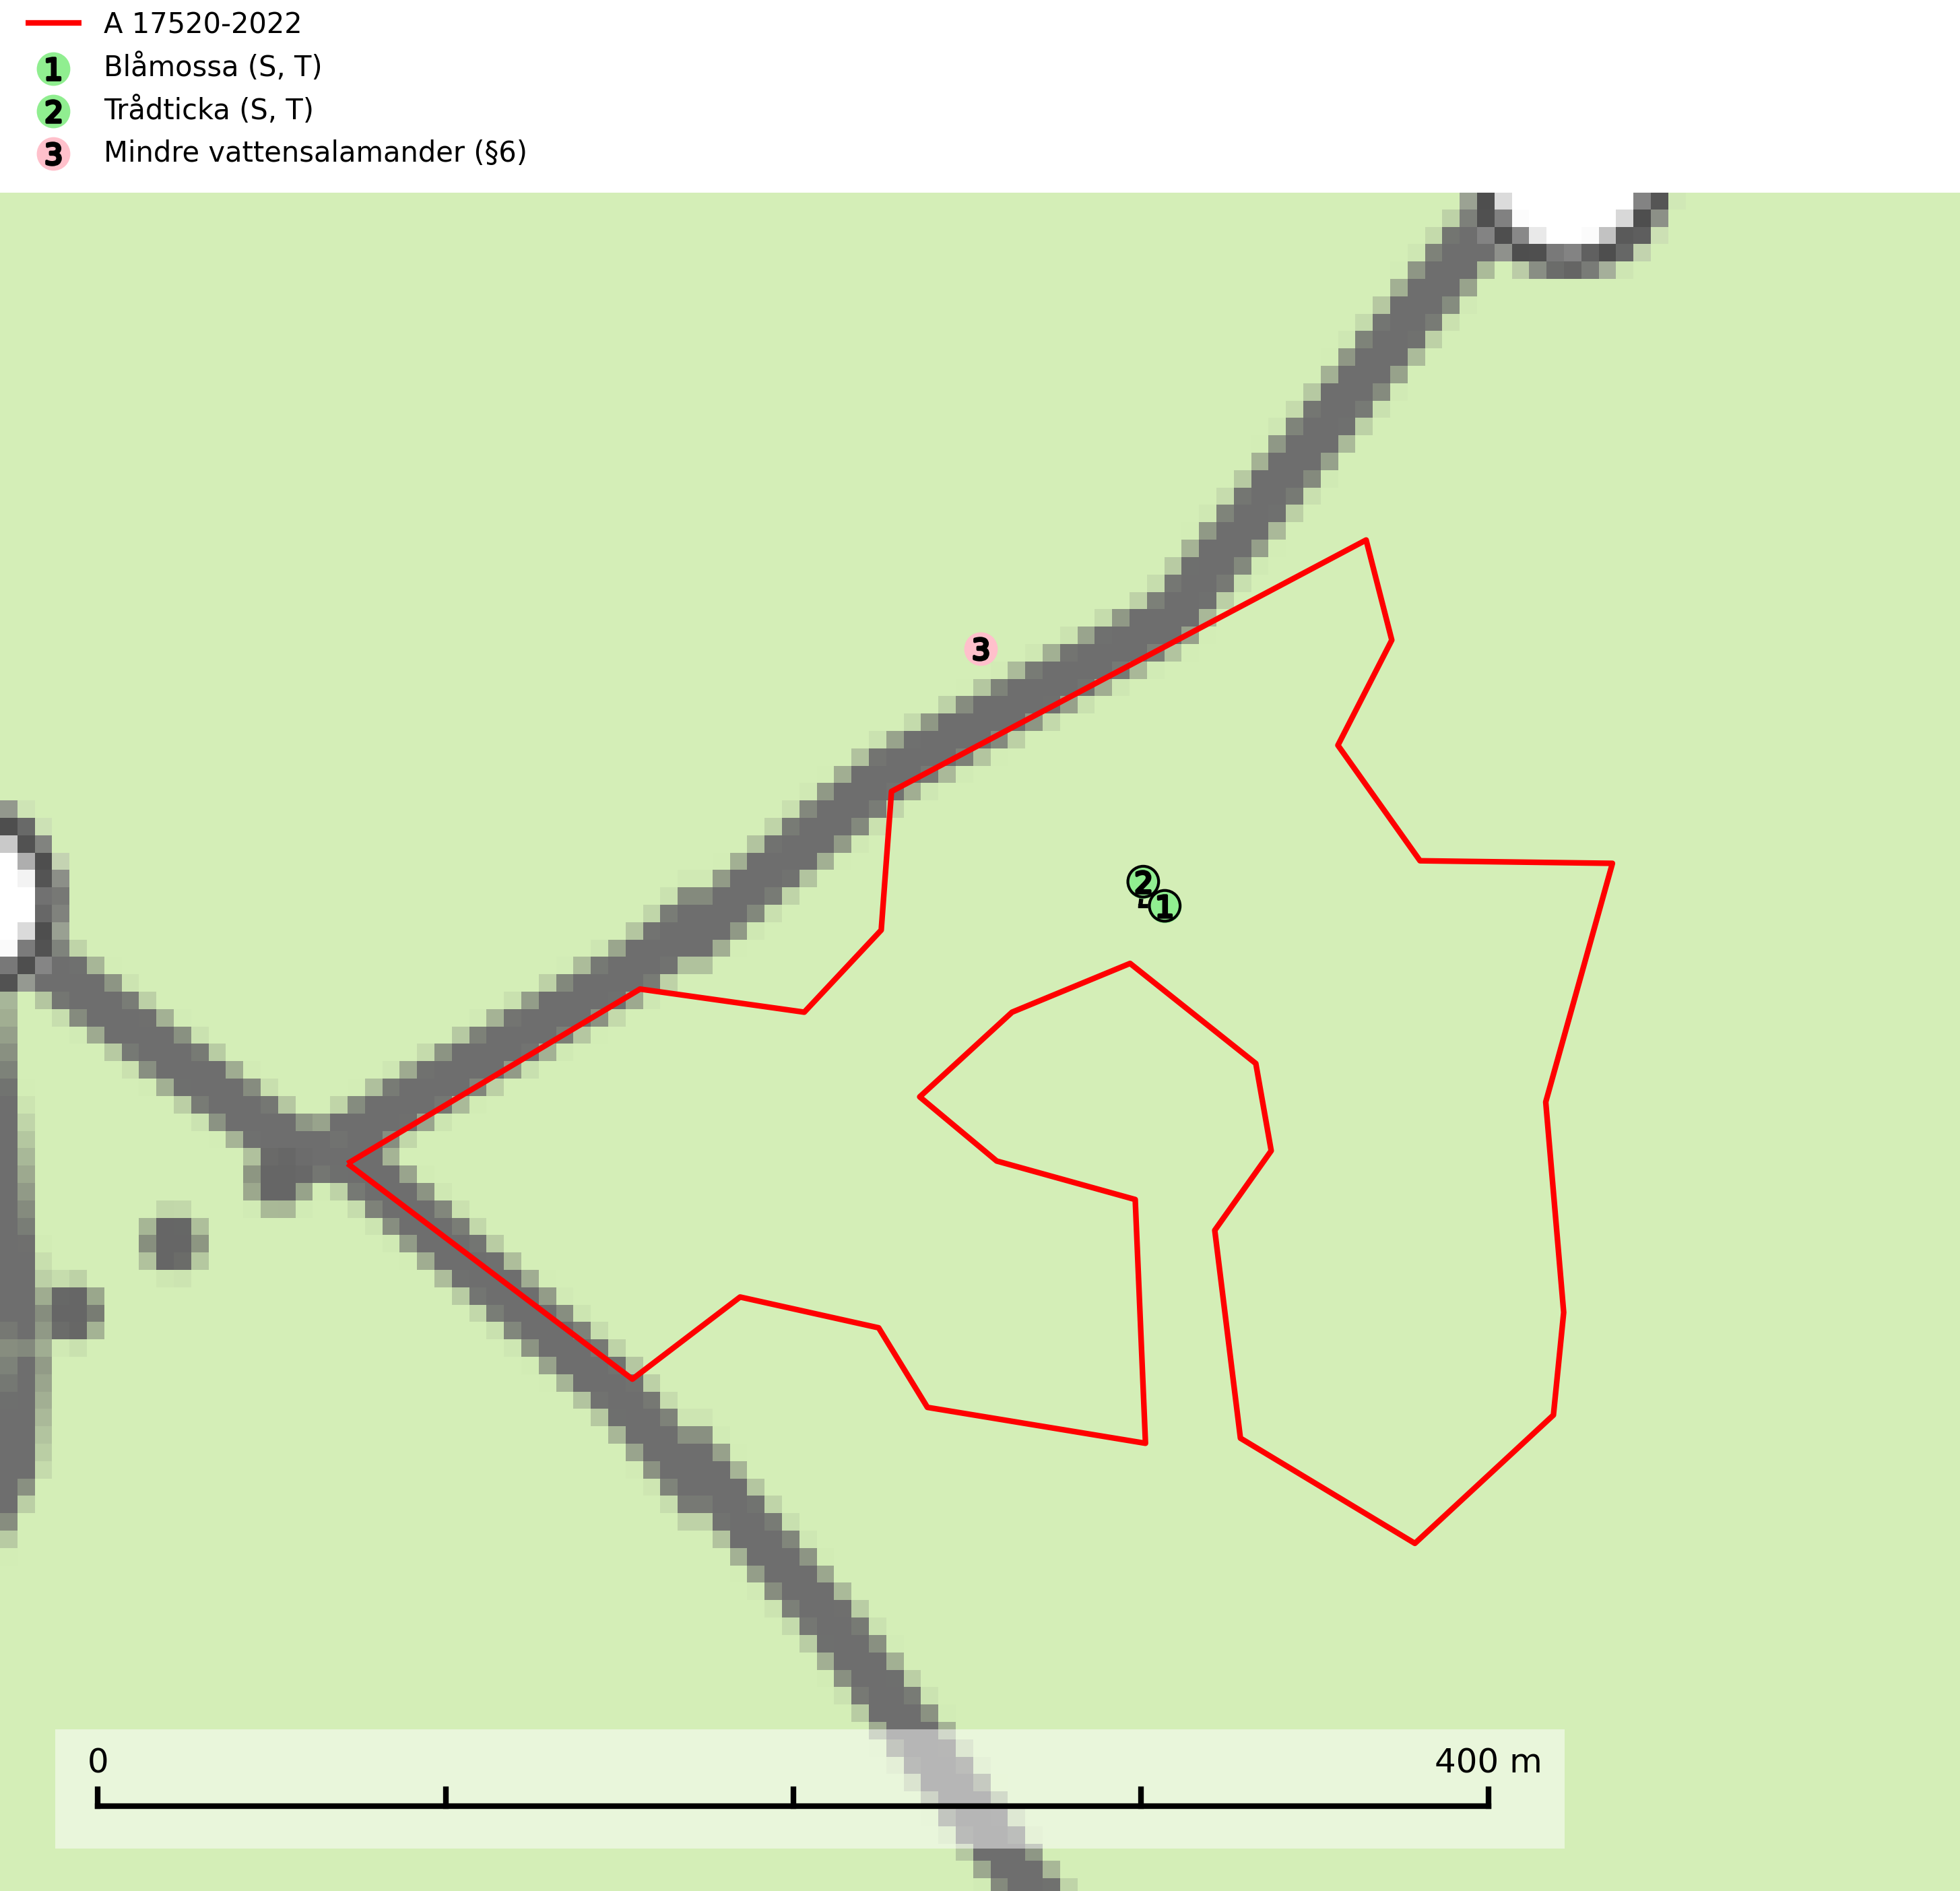 A 17520-2022
1 Blåmossa (S, T)
2 Trådticka (S, T)
3 Mindre vattensalamander (§6)
3
2
1
0 400 m